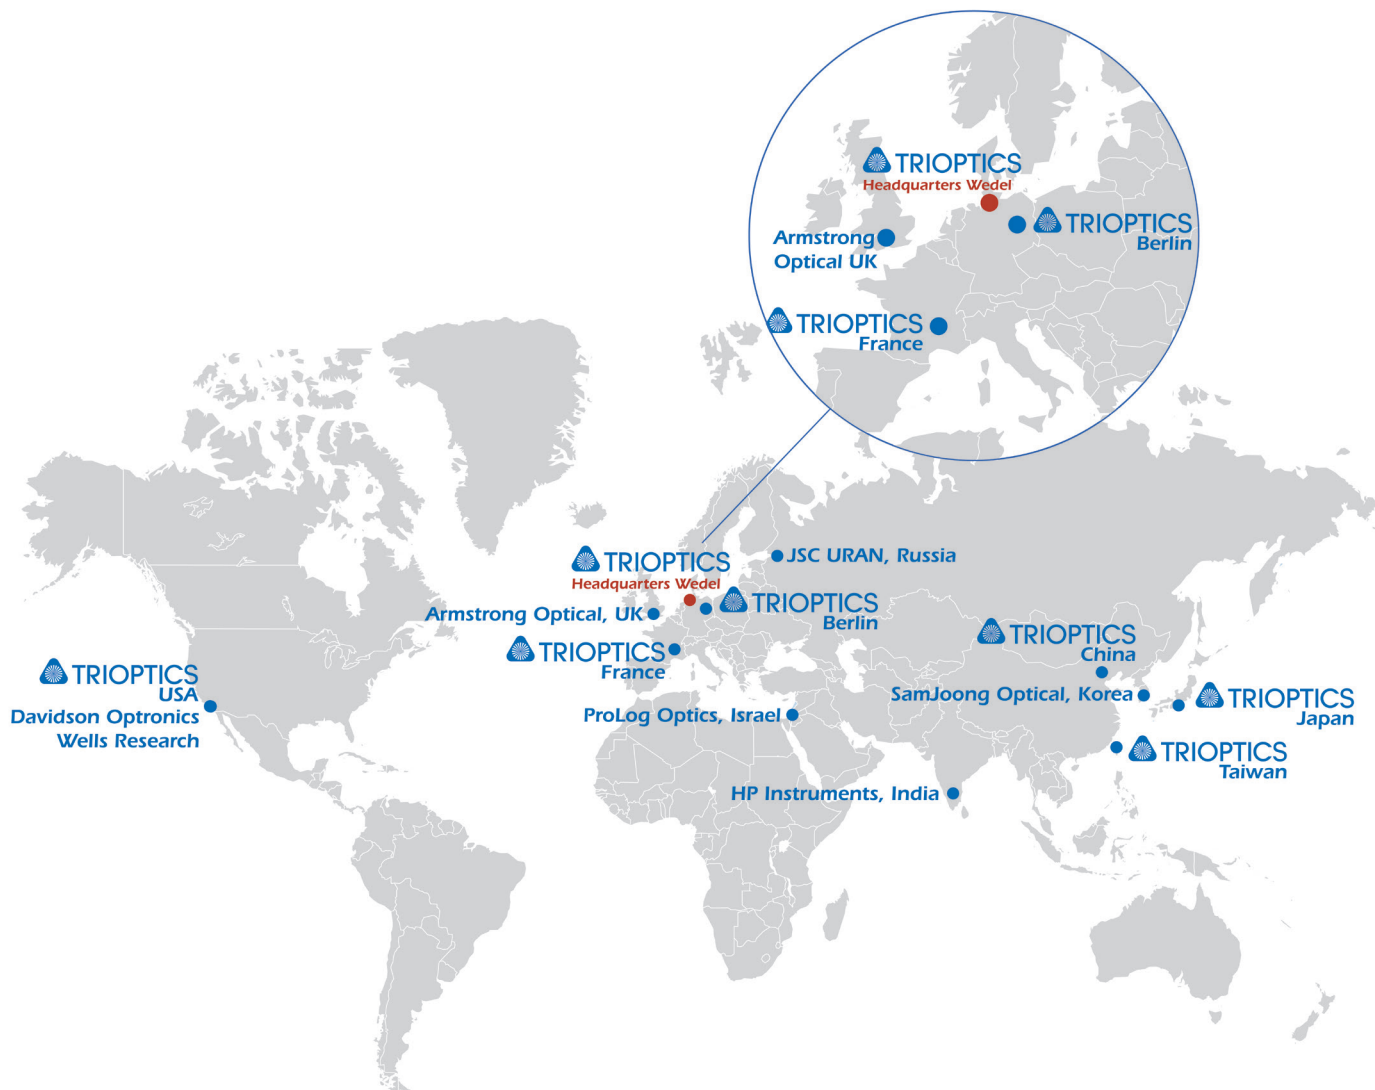 TRIOPTICS
Headquarters Wedel
TRIOPTICS
Berlin
Armstrong
Optical UK
TRIOPTICS
France
JSC URAN, Russia
TRIOPTICS
Headquarters Wedel
TRIOPTICS
Berlin
Armstrong Optical, UK
TRIOPTICS
France
TRIOPTICS
China
TRIOPTICS
USA
Davidson Optronics
Wells Research
SamJoong Optical, Korea
TRIOPTICS
Japan
ProLog Optics, Israel
TRIOPTICS
Taiwan
HP Instruments, India